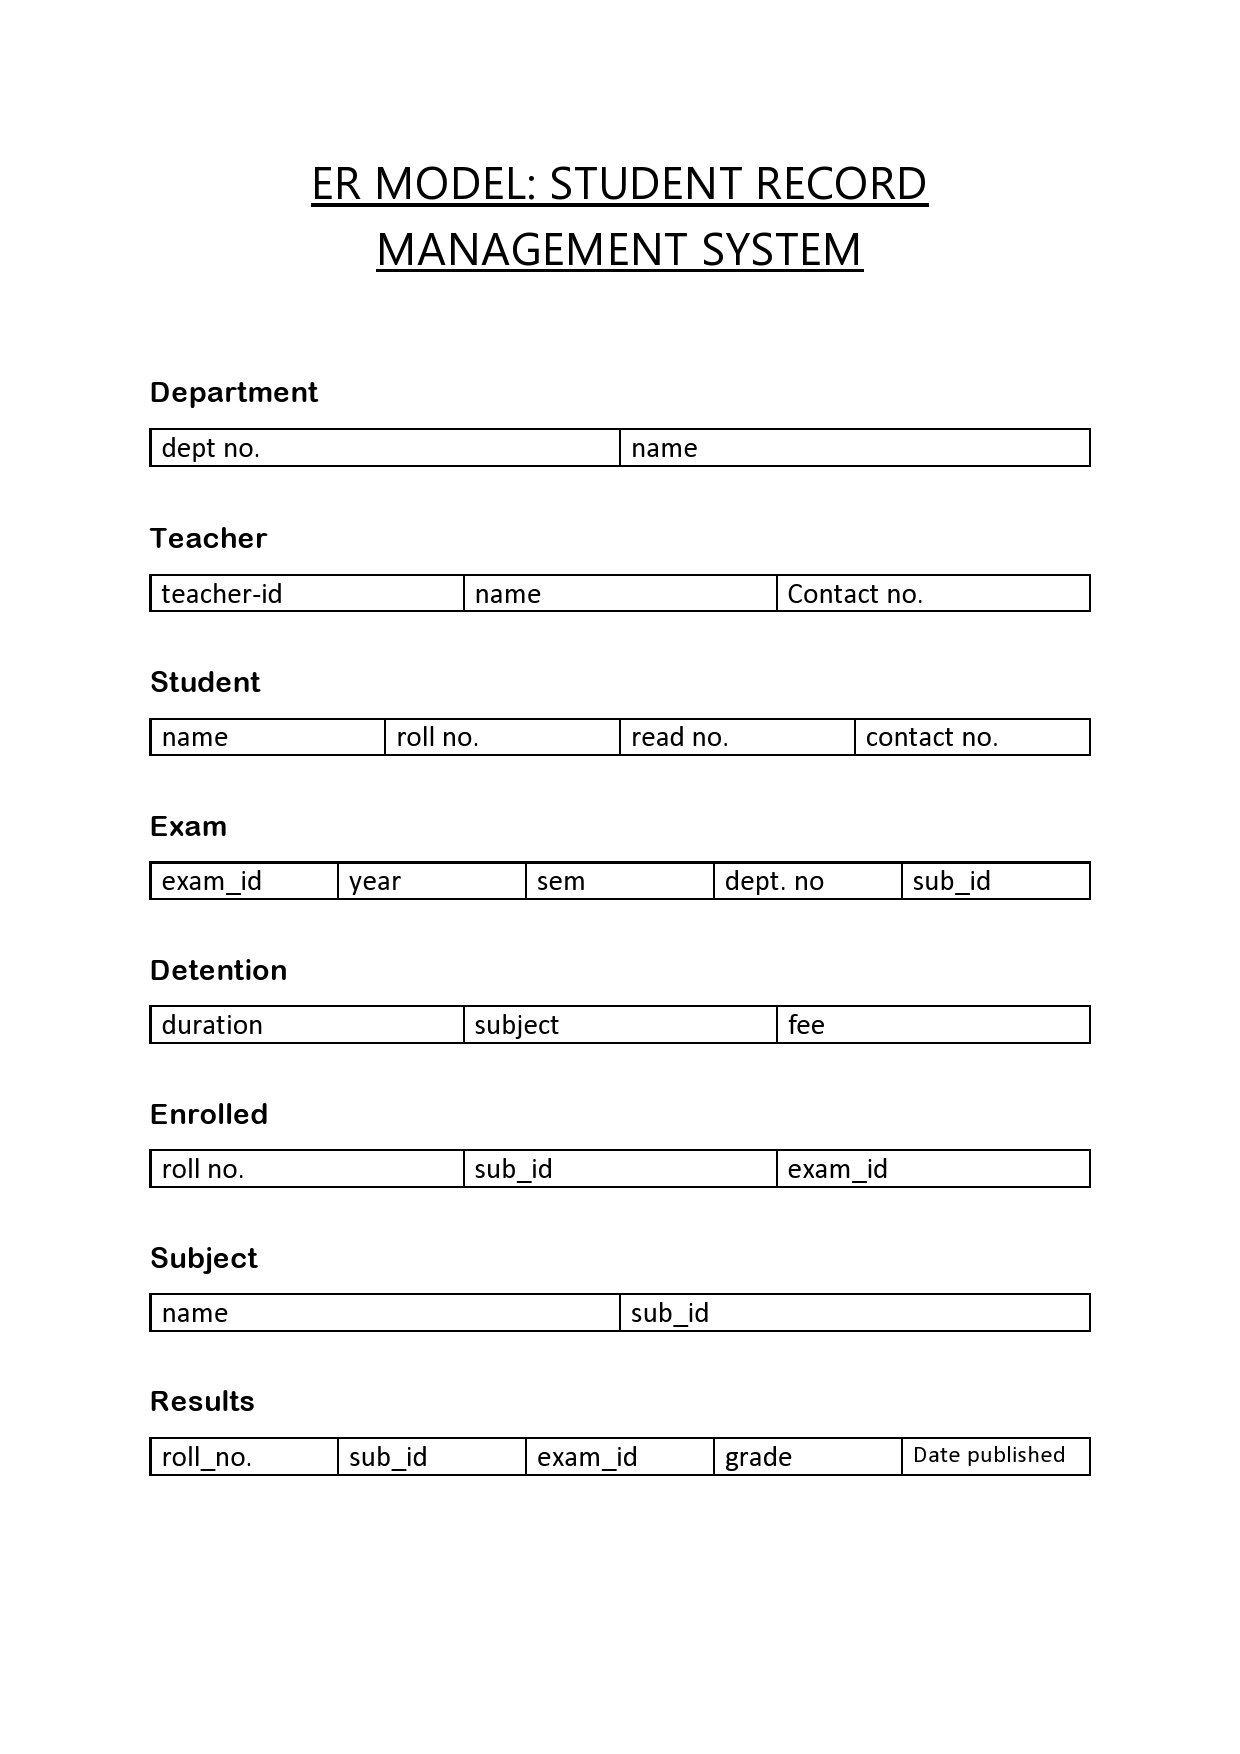 ER MODEL: STUDENT RECORD
MANAGEMENT SYSTEM
Department
dept no. name
Teacher
teacher-id name Contact no.
Student
name roll no. read no. contact no.
Exam
exam_id year sem dept. no sub_id
Detention
duration subject fee
Enrolled
roll no. sub_id exam_id
Subject
name sub_id
Results
roll_no. sub_id exam_id grade Date published